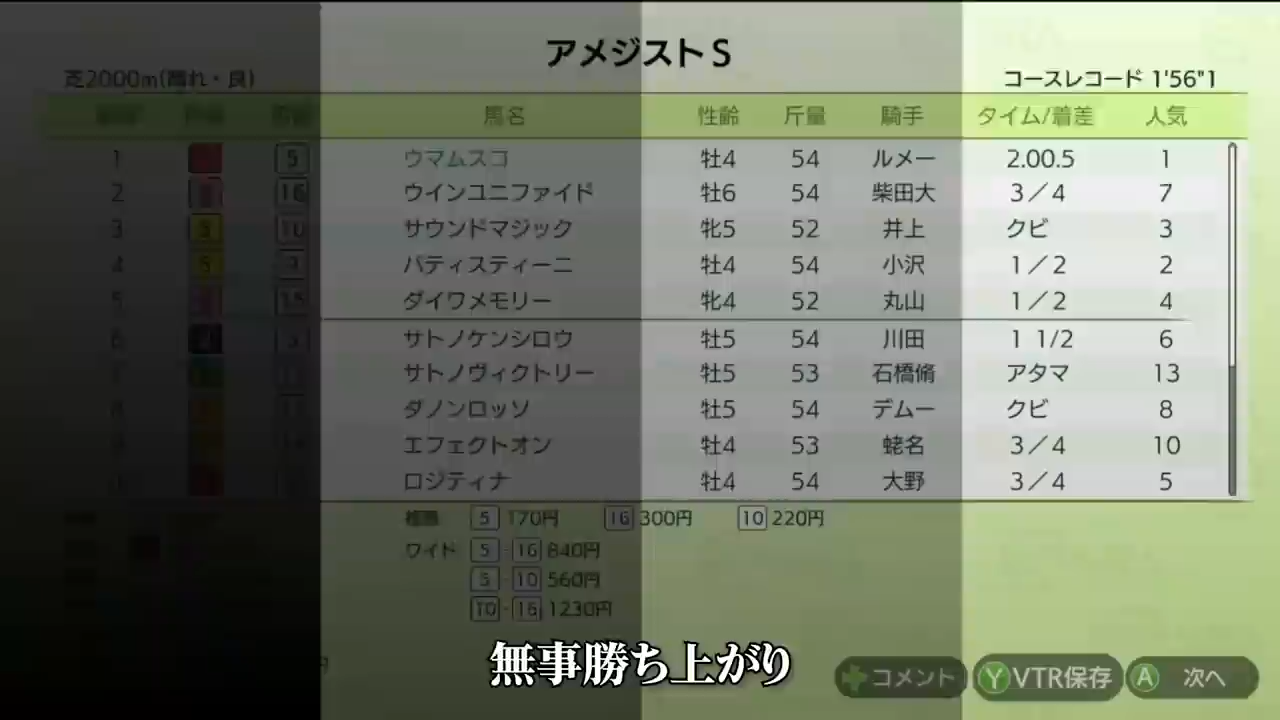 アメジストS
芝2000m(晴れ・良) コースレコード 1'56"1
馬名 性齢 斤量 騎手 タイム/着差 人気
1 5 ウマムスコ 牡4 54 ルメー 2.00.5 1
2 8 16 ウインユニファイド 牡6 54 柴田大 3/4 7
3 5 10 サウンドマジック 牝5 52 井上 クビ 3
4 5 パティスティーニ 牡4 54 小沢 1/2 2
5 15 ダイワメモリー 牝4 52 丸山 1/2 4
6 サトノケンシロウ 牡5 54 川田 1 1/2 6
サトノヴィクトリー 牡5 53 石橋脩 アタマ 13
ダノンロッソ 牡5 54 デムー クビ 8
エフェクトオン 牡4 53 蛯名 3/4 10
ロジティナ 牡4 54 大野 3/4 5
複勝 5 170円 16 300円 10 220円
ワイド 5-16 840円
5-10 560円
10-16 1230円
無事勝ち上がり
コメント Y VTR保存 A 次へ